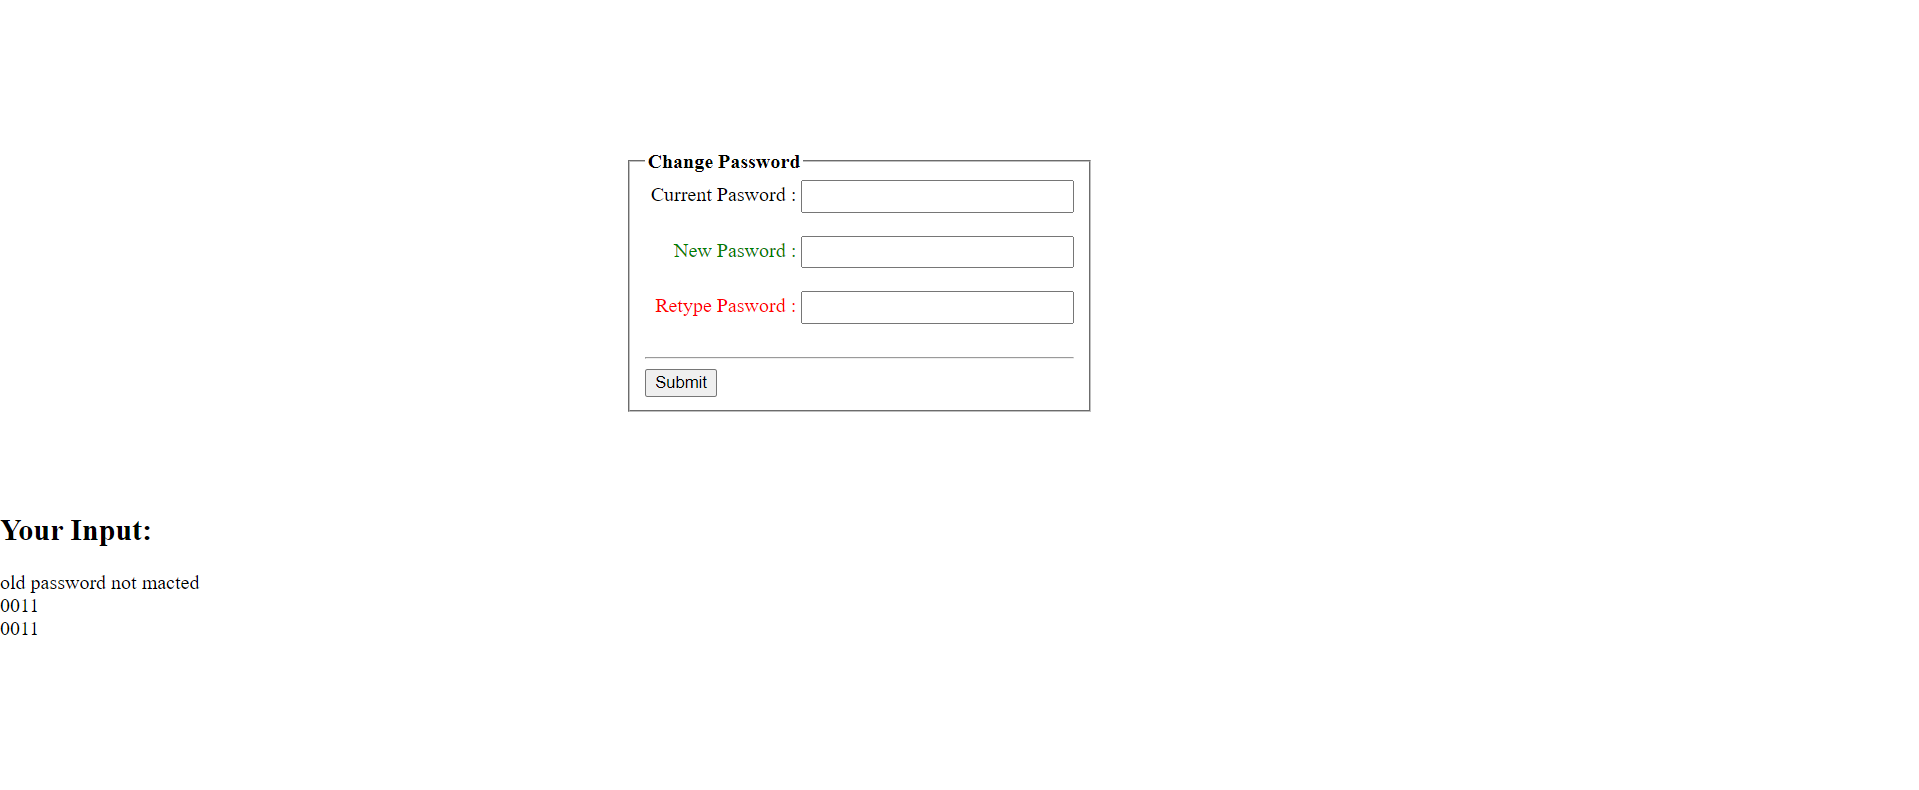 Change Password
Current Pasword :
New Pasword :
Retype Pasword :
Submit
Your Input:
old password not macted
0011
0011